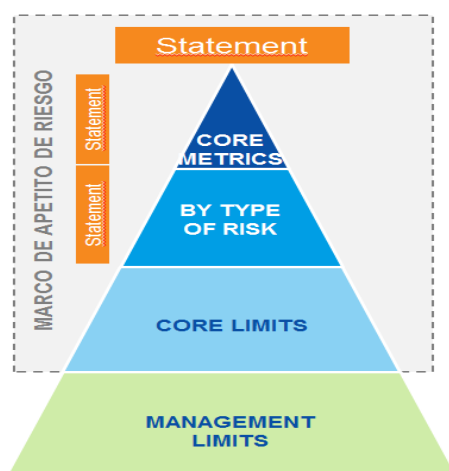 Statement
MARCO DE APETITO DE RIESGO
Statement
Statement
CORE
METRICS
BY TYPE
OF RISK
CORE LIMITS
MANAGEMENT
LIMITS